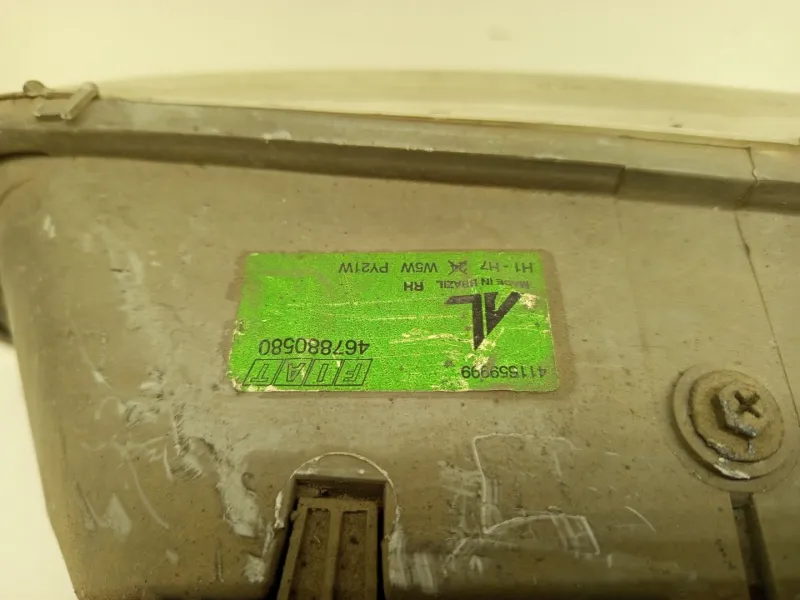 411559999 FIAT
467880580
AL
MADE IN BRAZIL RH
H1 - H7 W5W PY21W